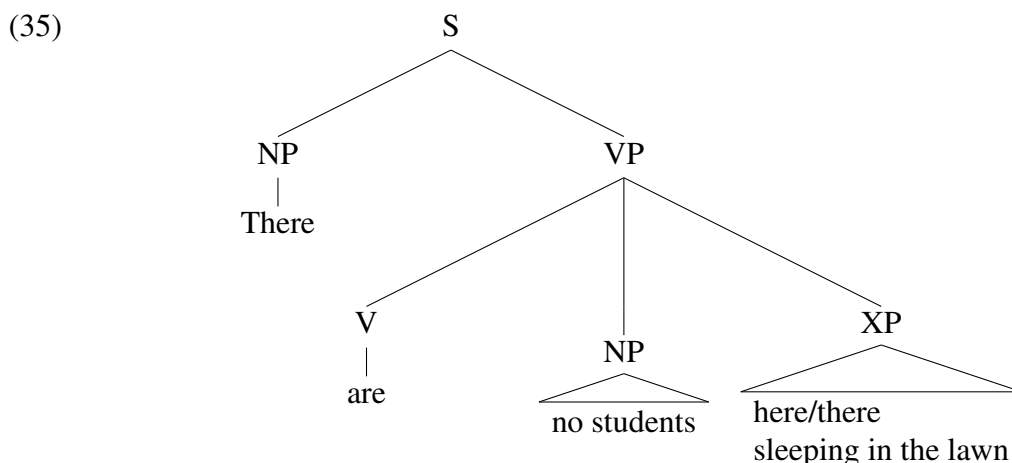 (35) S
NP VP
There
V NP XP
are no students here/there
sleeping in the lawn